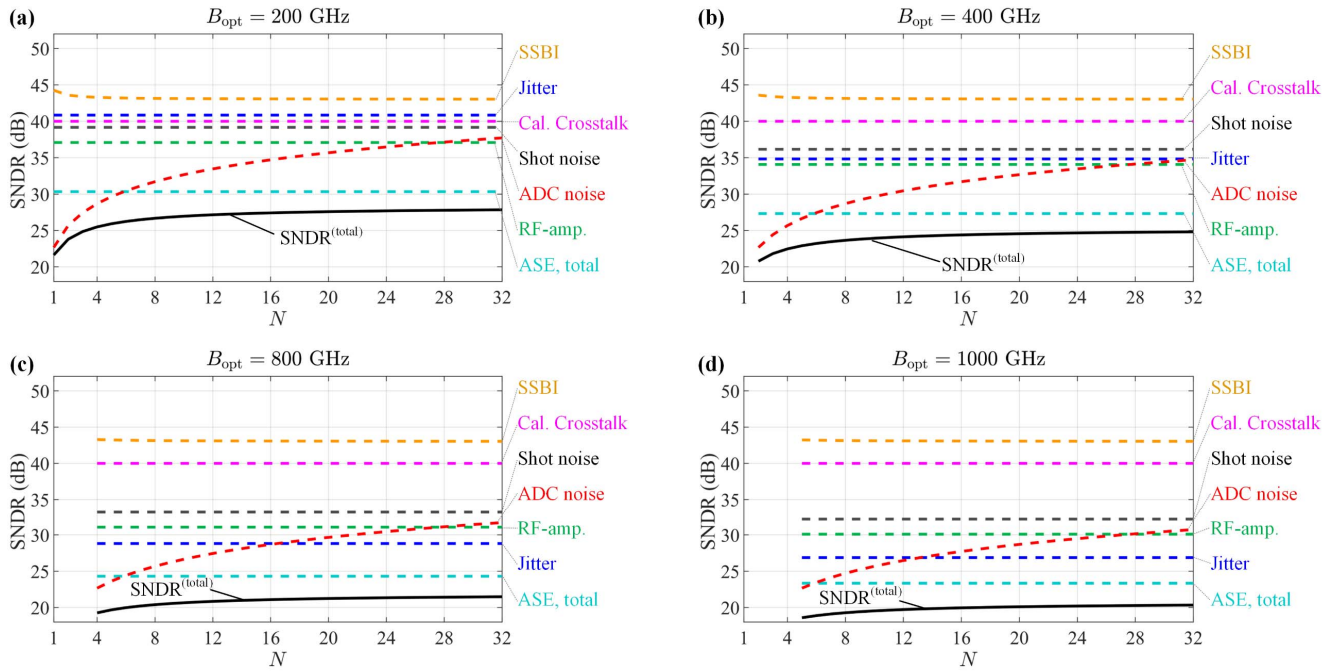 (a) B_opt = 200 GHz
SNDR (dB)
50
45
40
35
30
25
20
1 4 8 12 16 20 24 28 32
N
SNDR^(total)
SSBI
Jitter
Cal. Crosstalk
Shot noise
ADC noise
RF-amp.
ASE, total
(b) B_opt = 400 GHz
SNDR (dB)
50
45
40
35
30
25
20
1 4 8 12 16 20 24 28 32
N
SNDR^(total)
SSBI
Cal. Crosstalk
Shot noise
Jitter
ADC noise
RF-amp.
ASE, total
(c) B_opt = 800 GHz
SNDR (dB)
50
45
40
35
30
25
20
1 4 8 12 16 20 24 28 32
N
SNDR^(total)
SSBI
Cal. Crosstalk
Shot noise
ADC noise
RF-amp.
Jitter
ASE, total
(d) B_opt = 1000 GHz
SNDR (dB)
50
45
40
35
30
25
20
1 4 8 12 16 20 24 28 32
N
SNDR^(total)
SSBI
Cal. Crosstalk
Shot noise
ADC noise
RF-amp.
Jitter
ASE, total